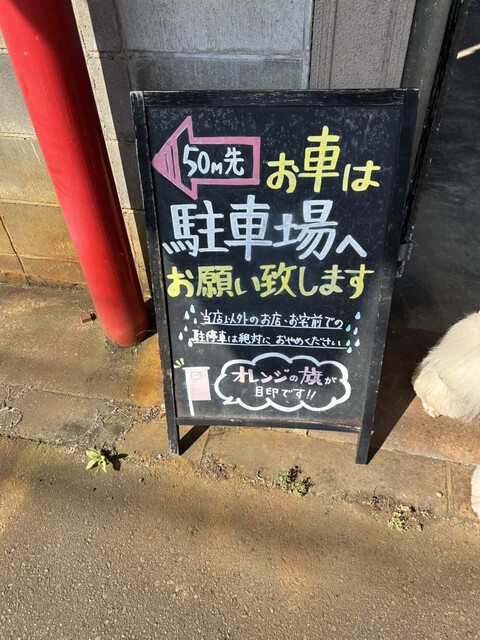 50m先
お車は
駐車場へ
お願い致します
当店以外のお店、お名前での
駐停車は絶対におやめください
P
オレンジの旗が
目印です!!